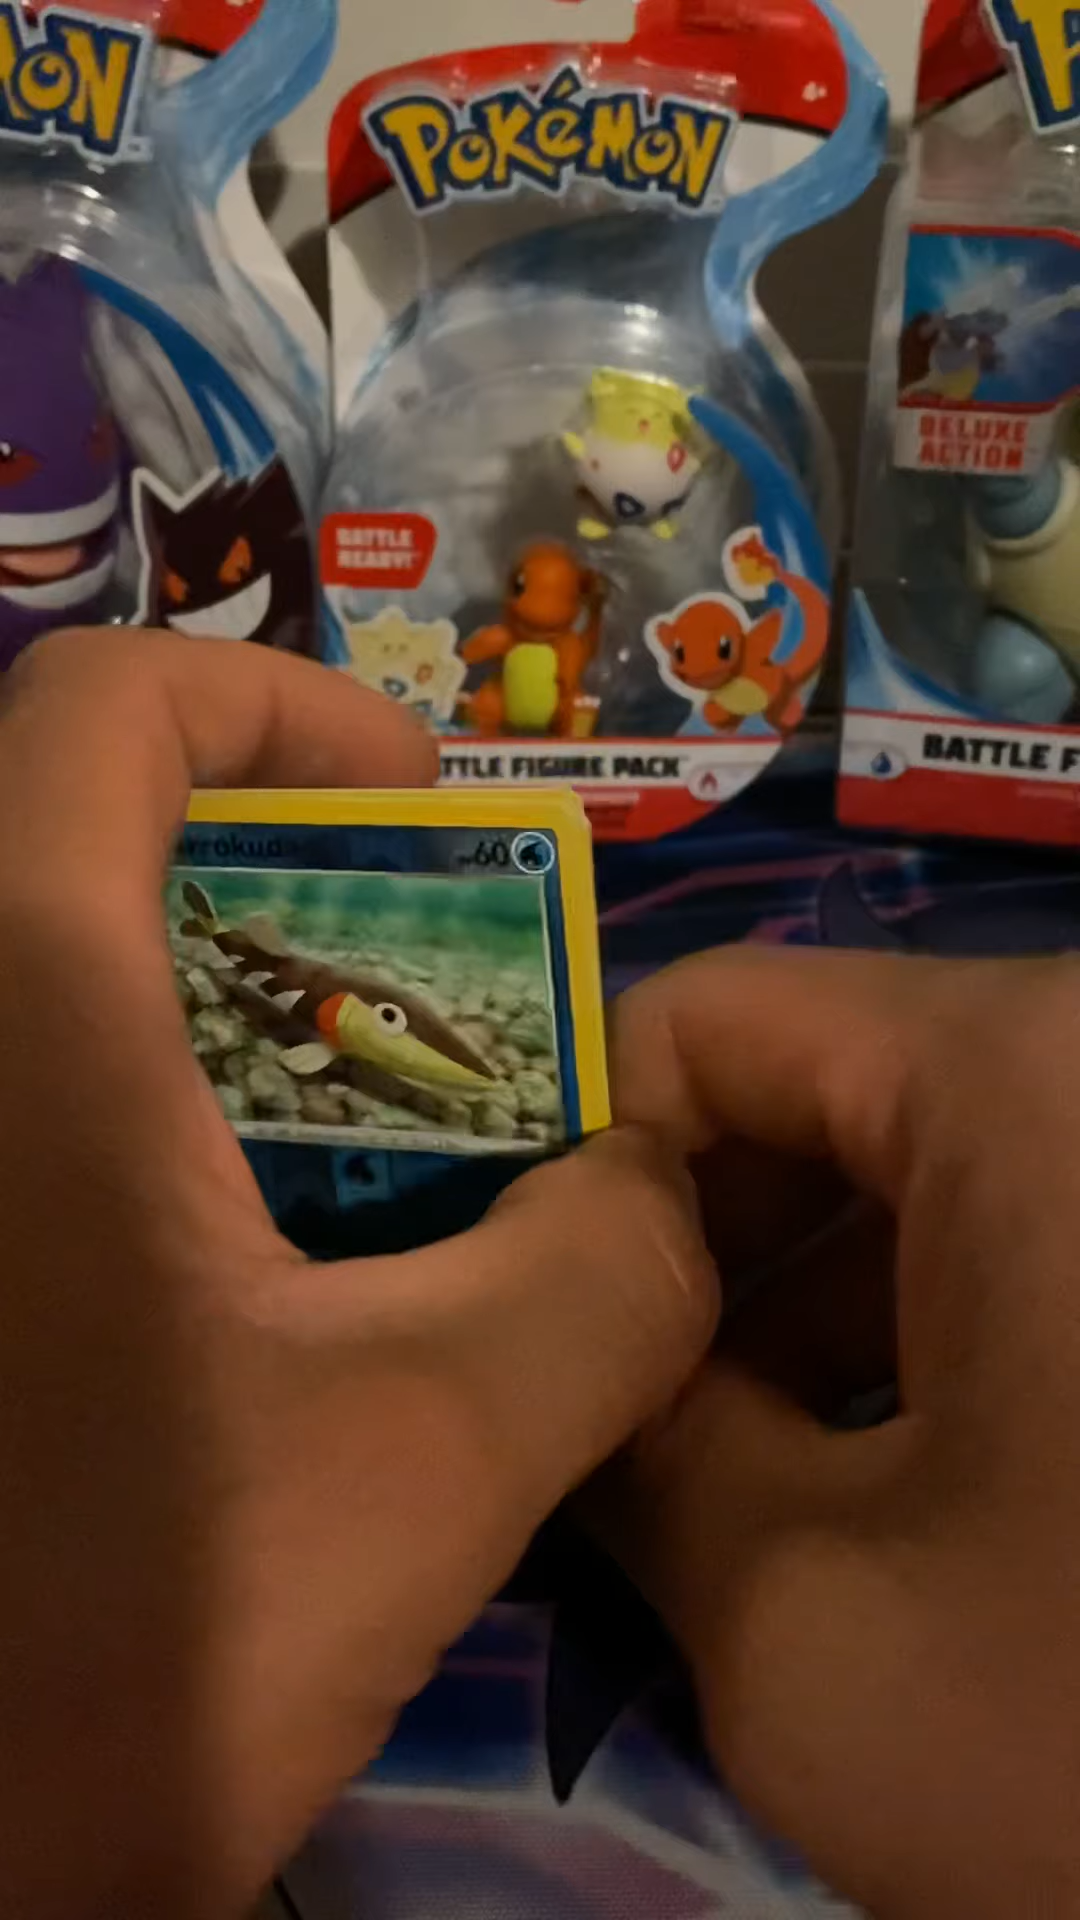 MON
POKéMON
P
DELUXE
ACTION
BATTLE
READY!
TTLE FIGURE PACK
BATTLE F
rrokuda
60